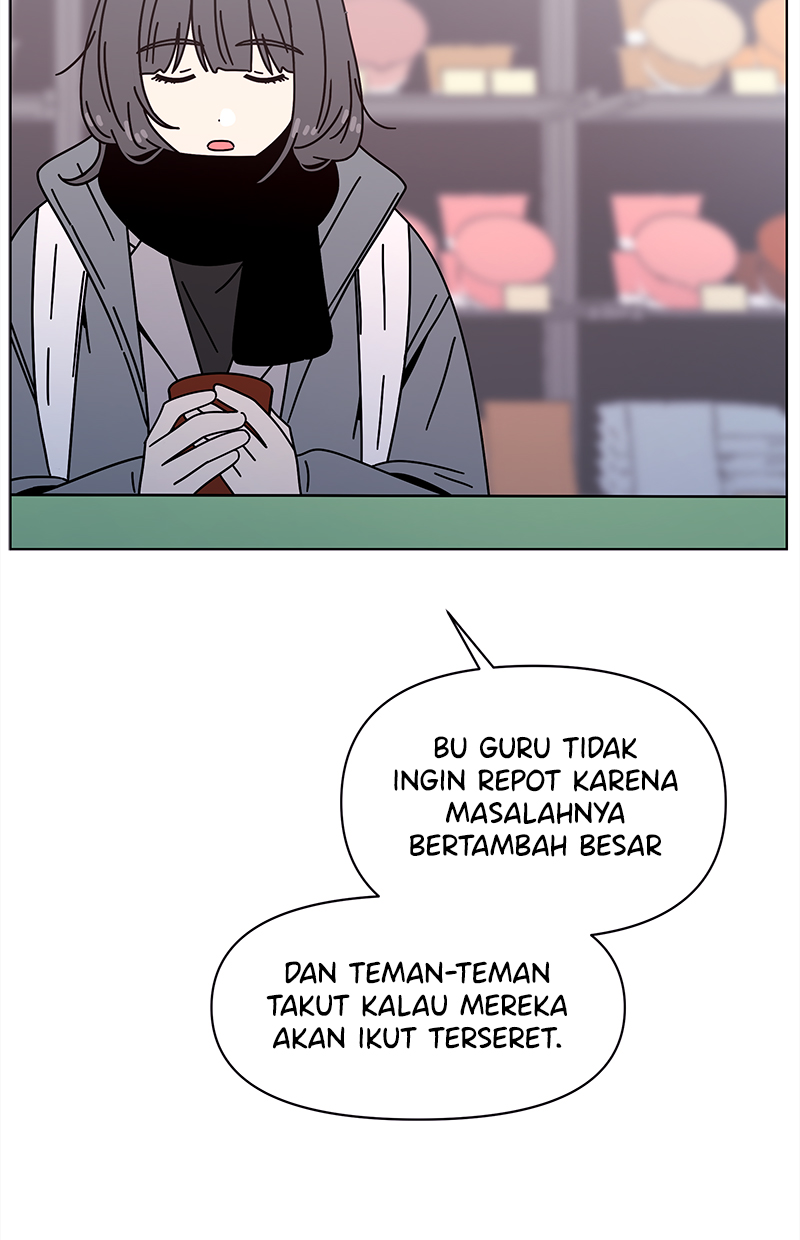 BU GURU TIDAK
INGIN REPOT KARENA
MASALAHNYA
BERTAMBAH BESAR
DAN TEMAN-TEMAN
TAKUT KALAU MEREKA
AKAN IKUT TERSERET.